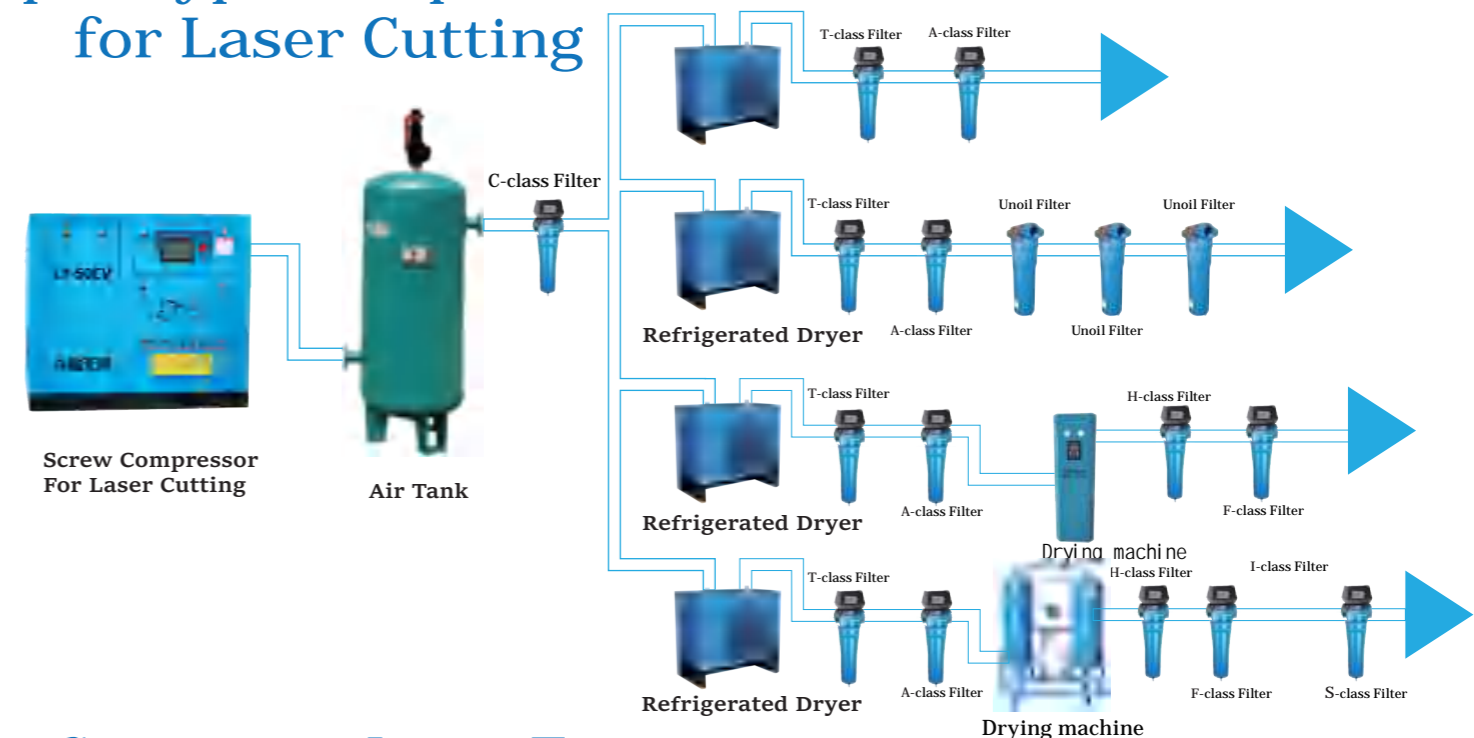 for Laser Cutting
T-class Filter
A-class Filter
C-class Filter
T-class Filter
Unoil Filter
Unoil Filter
A-class Filter
Unoil Filter
Refrigerated Dryer
T-class Filter
H-class Filter
A-class Filter
F-class Filter
Refrigerated Dryer
Drying machine
Screw Compressor
For Laser Cutting
Air Tank
T-class Filter
H-class Filter
I-class Filter
A-class Filter
F-class Filter
S-class Filter
Refrigerated Dryer
Drying machine